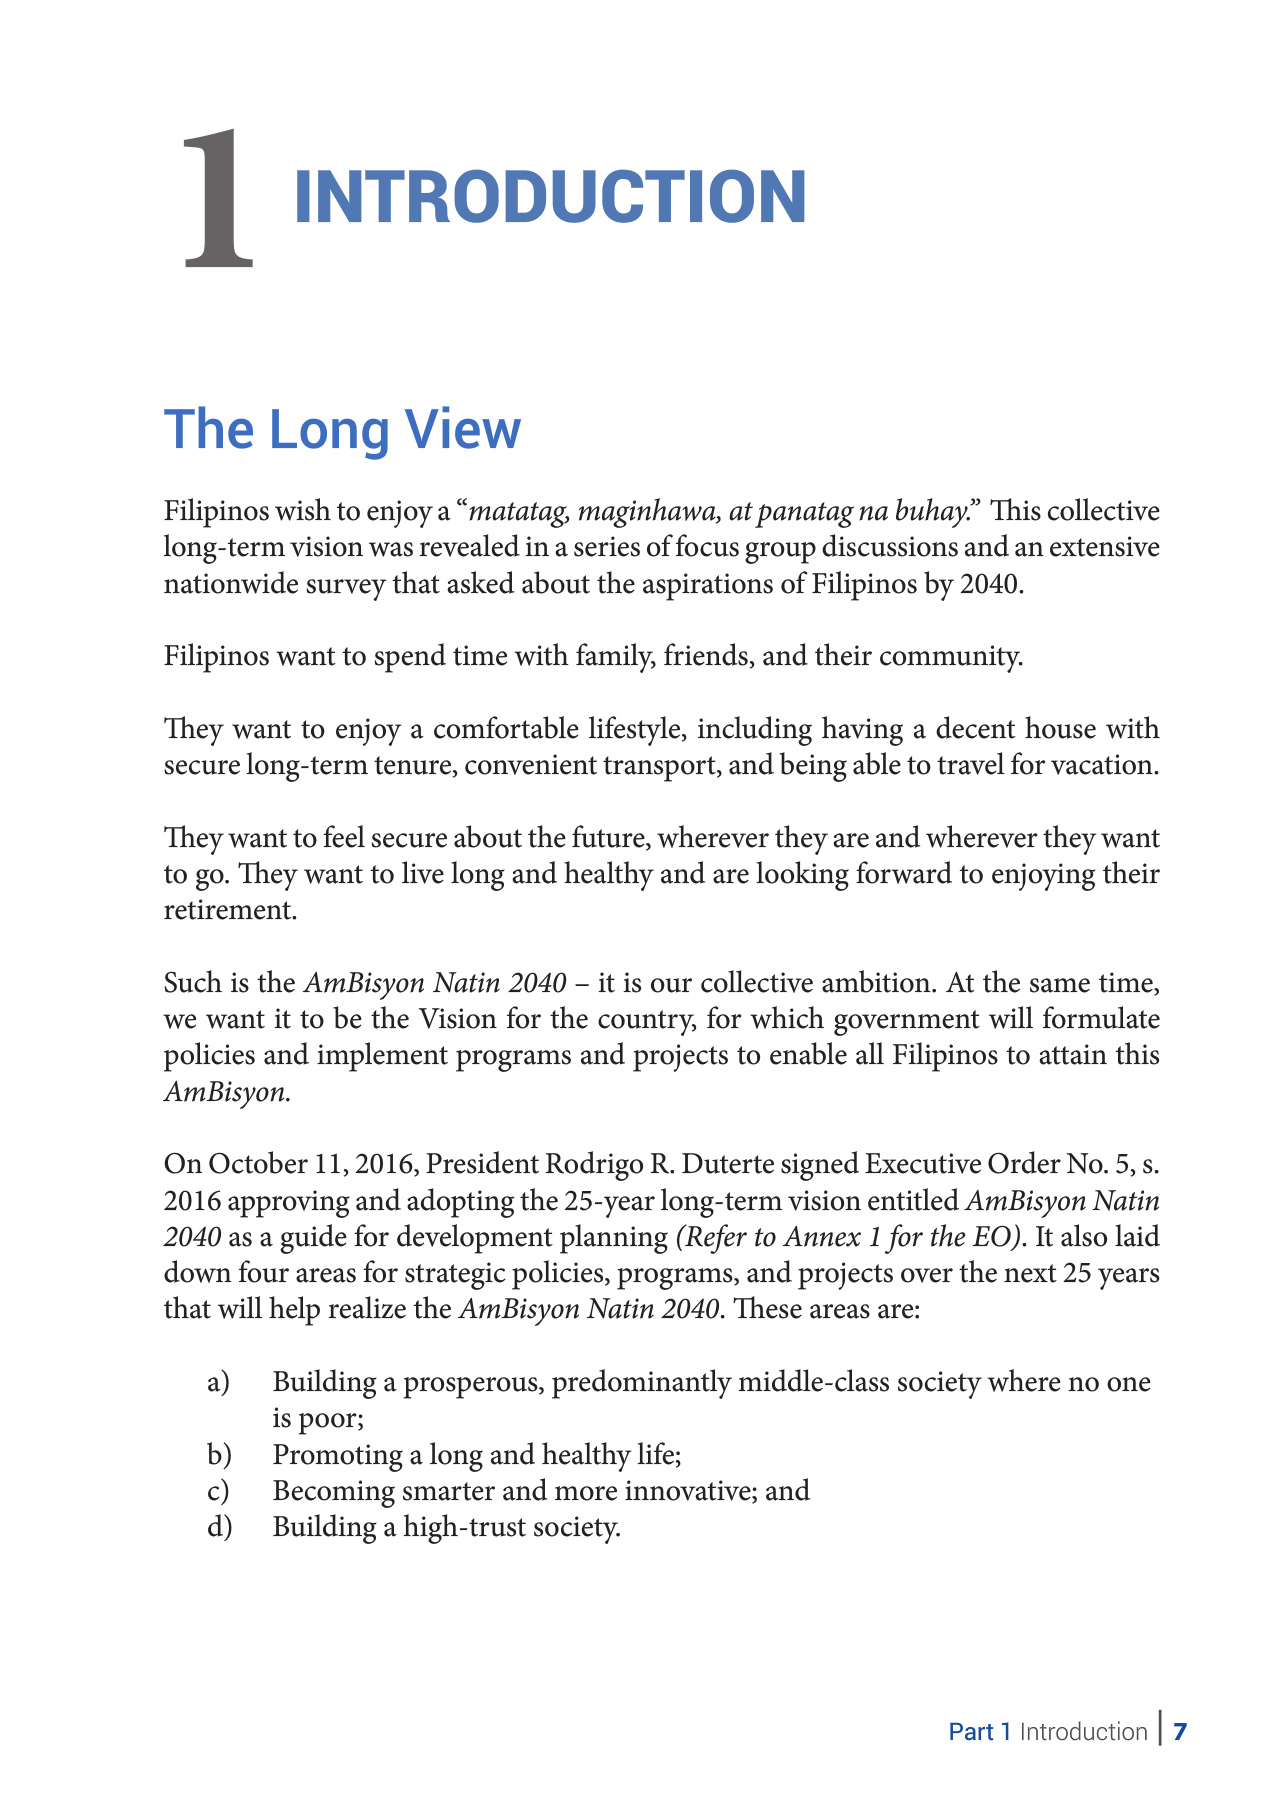 1 INTRODUCTION
The Long View
Filipinos wish to enjoy a “matatag, maginhawa, at panatag na buhay.” This collective
long-term vision was revealed in a series of focus group discussions and an extensive
nationwide survey that asked about the aspirations of Filipinos by 2040.
Filipinos want to spend time with family, friends, and their community.
They want to enjoy a comfortable lifestyle, including having a decent house with
secure long-term tenure, convenient transport, and being able to travel for vacation.
They want to feel secure about the future, wherever they are and wherever they want
to go. They want to live long and healthy and are looking forward to enjoying their
retirement.
Such is the AmBisyon Natin 2040 – it is our collective ambition. At the same time,
we want it to be the Vision for the country, for which government will formulate
policies and implement programs and projects to enable all Filipinos to attain this
AmBisyon.
On October 11, 2016, President Rodrigo R. Duterte signed Executive Order No. 5, s.
2016 approving and adopting the 25-year long-term vision entitled AmBisyon Natin
2040 as a guide for development planning (Refer to Annex 1 for the EO). It also laid
down four areas for strategic policies, programs, and projects over the next 25 years
that will help realize the AmBisyon Natin 2040. These areas are:
a) Building a prosperous, predominantly middle-class society where no one
is poor;
b) Promoting a long and healthy life;
c) Becoming smarter and more innovative; and
d) Building a high-trust society.
Part 1 Introduction | 7